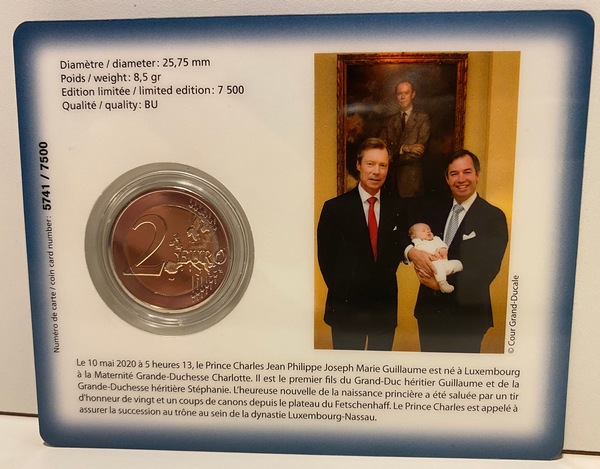 Diamètre / diameter: 25,75 mm
Poids / weight: 8,5 gr
Edition limitée / limited edition: 7 500
Qualité / quality: BU
Numéro de carte / coin card number: 5741 / 7500
2 EURO
© Cour Grand-Ducale
Le 10 mai 2020 à 5 heures 13, le Prince Charles Jean Philippe Joseph Marie Guillaume est né à Luxembourg
à la Maternité Grande-Duchesse Charlotte. Il est le premier fils du Grand-Duc héritier Guillaume et de la
Grande-Duchesse héritière Stéphanie. L'heureuse nouvelle de la naissance princière a été saluée par un tir
d'honneur de vingt et un coups de canons depuis le plateau du Fetschenhaff. Le Prince Charles est appelé à
assurer la succession au trône au sein de la dynastie Luxembourg-Nassau.